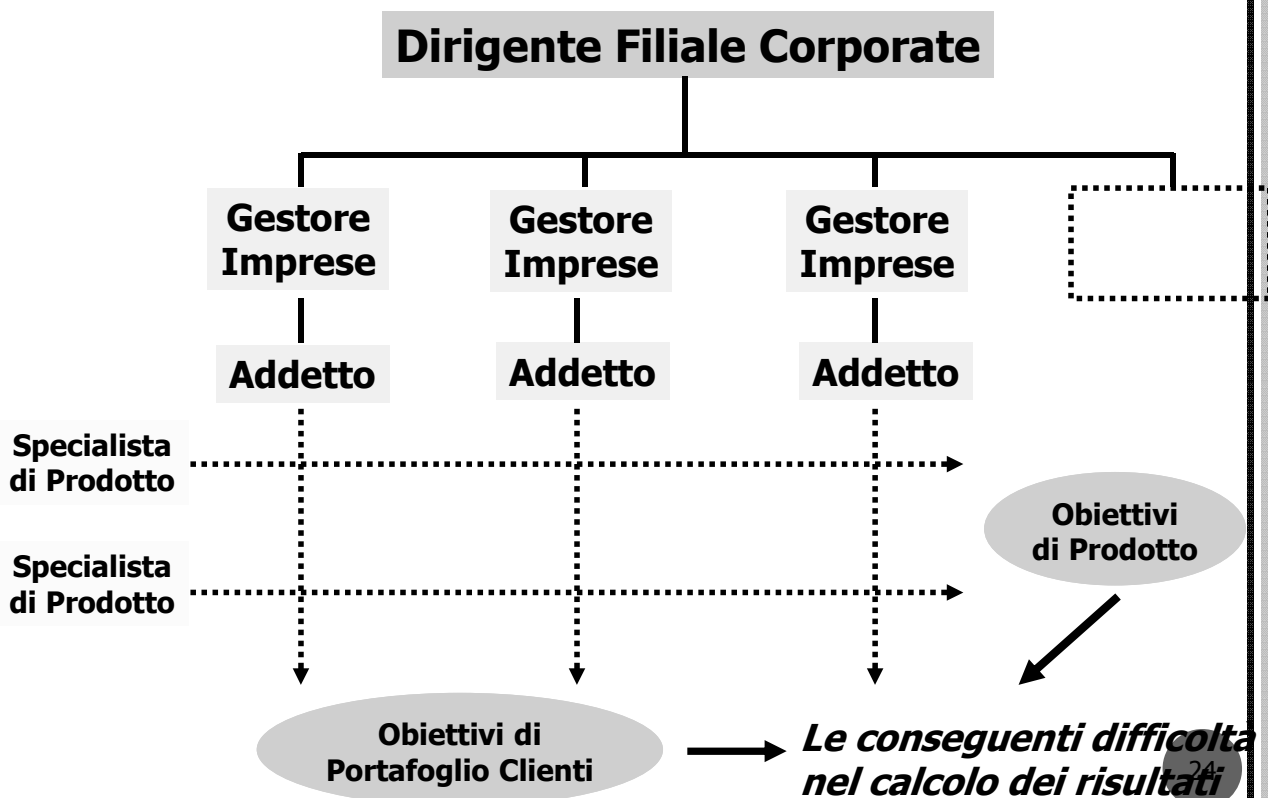 Dirigente Filiale Corporate
Gestore
Imprese
Gestore
Imprese
Gestore
Imprese
Addetto
Addetto
Addetto
Specialista
di Prodotto
Obiettivi
di Prodotto
Specialista
di Prodotto
Obiettivi di
Portafoglio Clienti
Le conseguenti difficoltà
nel calcolo dei risultati
24